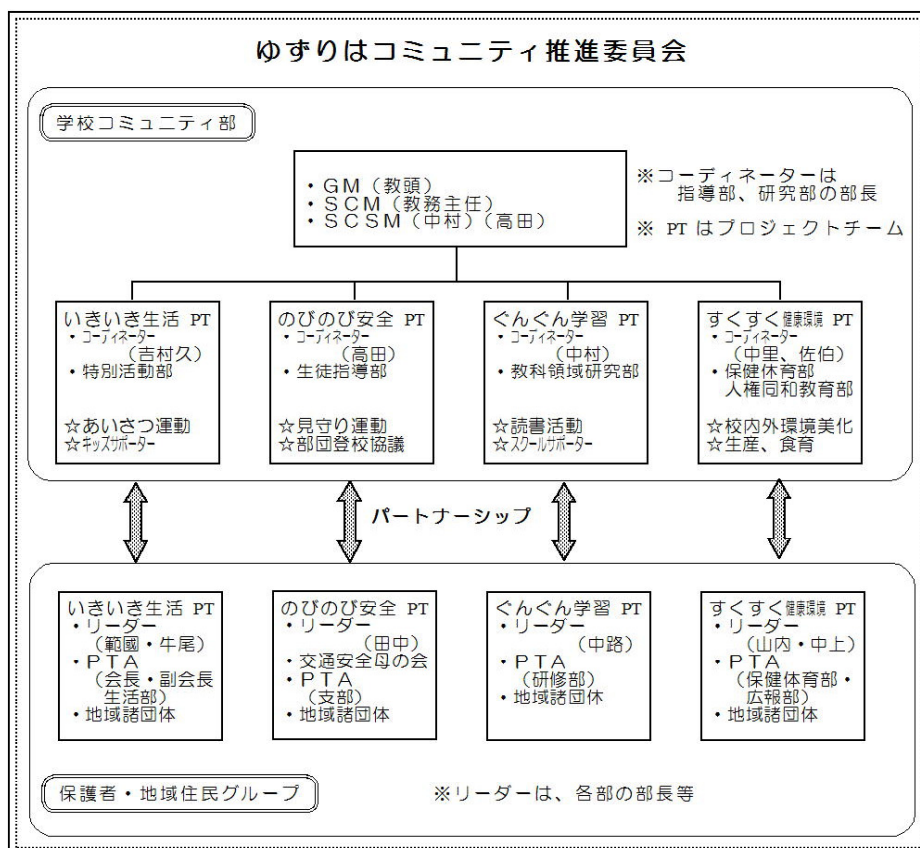 ゆずりはコミュニティ推進委員会
学校コミュニティ部
・GM(教頭)
・SCM(教務主任)
・SCSM(中村)(高田)
※コーディネーターは
指導部、研究部の部長
※ PTはプロジェクトチーム
いきいき生活 PT
・コーディネーター
(吉村久)
・特別活動部
☆あいさつ運動
☆キッズサポーター
のびのび安全 PT
・コーディネーター
(高田)
・生徒指導部
☆見守り運動
☆部団登校協議
ぐんぐん学習 PT
・コーディネーター
(中村)
・教科領域研究部
☆読書活動
☆スクールサポーター
すくすく健康環境 PT
・コーディネーター
(中里、佐伯)
・保健体育部
人権同和教育部
☆校内外環境美化
☆生産、食育
パートナーシップ
いきいき生活 PT
・リーダー
(範國・牛尾)
・PTA
(会長・副会長
生活部)
・地域諸団体
のびのび安全 PT
・リーダー
(田中)
・交通安全母の会
・PTA
(支部)
・地域諸団体
ぐんぐん学習 PT
・リーダー
(中路)
・PTA
(研修部)
・地域諸団体
すくすく健康環境 PT
・リーダー
(山内・中上)
・PTA
(保健体育部・
広報部)
・地域諸団体
保護者・地域住民グループ
※リーダーは、各部の部長等